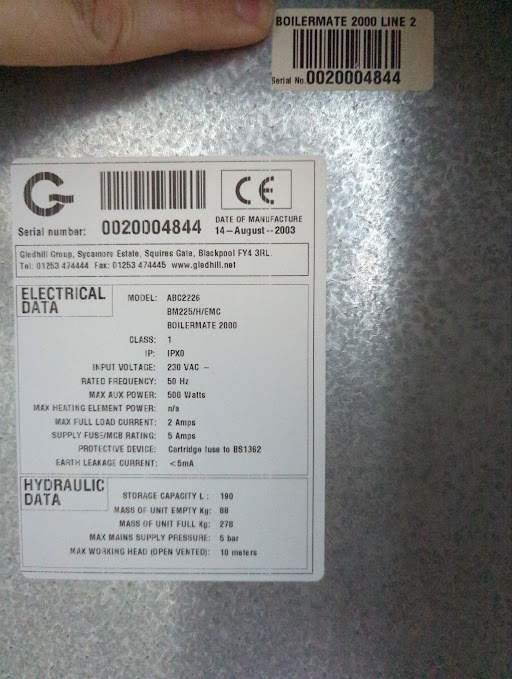 BOILERMATE 2000 LINE 2
Serial No. 0020004844
G
CE
Serial number: 0020004844
DATE OF MANUFACTURE
14-August--2003
Gledhill Group, Sycamore Estate, Squires Gate, Blackpool FY4 3RL.
Tel: 01253 474444 Fax: 01253 474445 www.gledhill.net
ELECTRICAL DATA
MODEL: ABC2226
BM225/H/EMC
BOILERMATE 2000
CLASS: 1
IP: IPX0
INPUT VOLTAGE: 230 VAC ~
RATED FREQUENCY: 50 Hz
MAX AUX POWER: 500 Watts
MAX HEATING ELEMENT POWER: n/a
MAX FULL LOAD CURRENT: 2 Amps
SUPPLY FUSE/MCB RATING: 5 Amps
PROTECTIVE DEVICE: Cartridge fuse to BS1362
EARTH LEAKAGE CURRENT: <5mA
HYDRAULIC DATA
STORAGE CAPACITY L: 190
MASS OF UNIT EMPTY Kg: 88
MASS OF UNIT FULL Kg: 278
MAX MAINS SUPPLY PRESSURE: 5 bar
MAX WORKING HEAD (OPEN VENTED): 10 meters